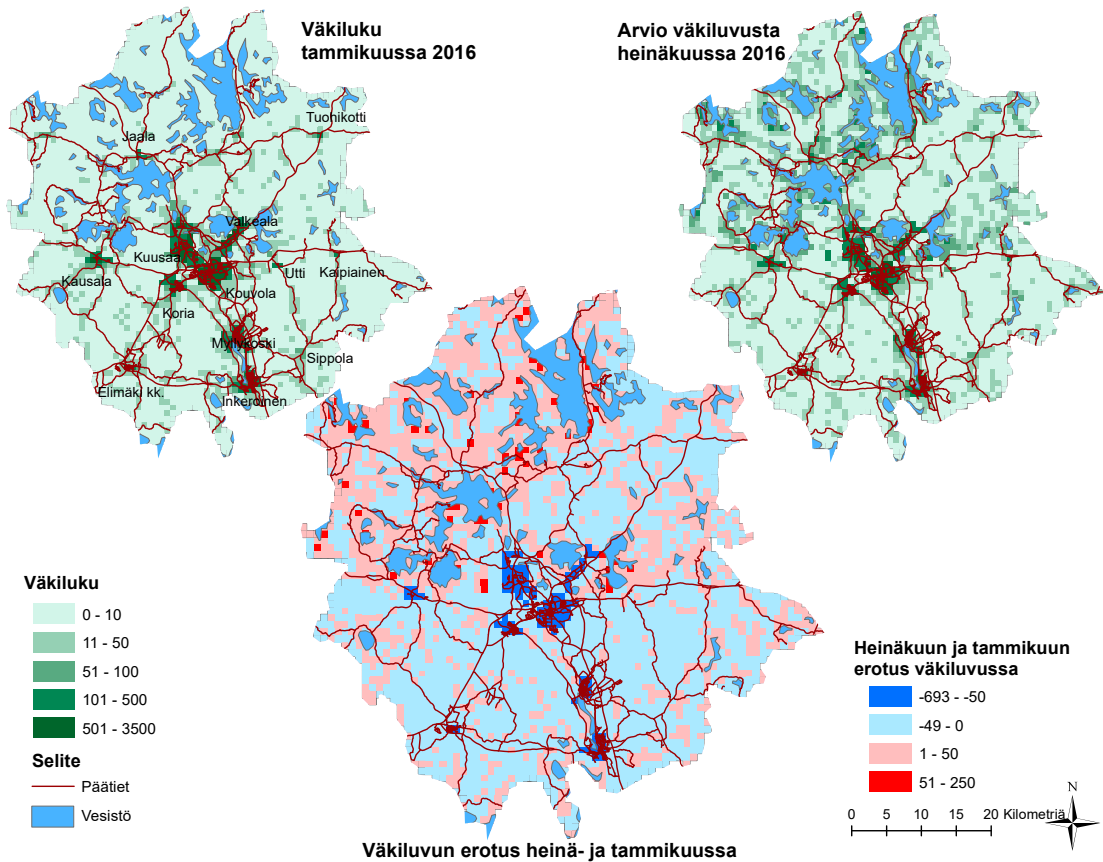 Väkiluku
tammikuussa 2016
Arvio väkiluvusta
heinäkuussa 2016
Tuohikotti
Jaala
Valkeala
Kuusaa
Utti
Kaipiainen
Kausala
Kouvola
Koria
Myllykoski
Sippola
Elimäki kk.
Inkeroinen
Väkiluku
0 - 10
11 - 50
51 - 100
101 - 500
501 - 3500
Selite
Päätiet
Vesistö
Heinäkuun ja tammikuun
erotus väkiluvussa
-693 - -50
-49 - 0
1 - 50
51 - 250
N
0 5 10 20 Kilometriä
Väkiluvun erotus heinä- ja tammikuussa